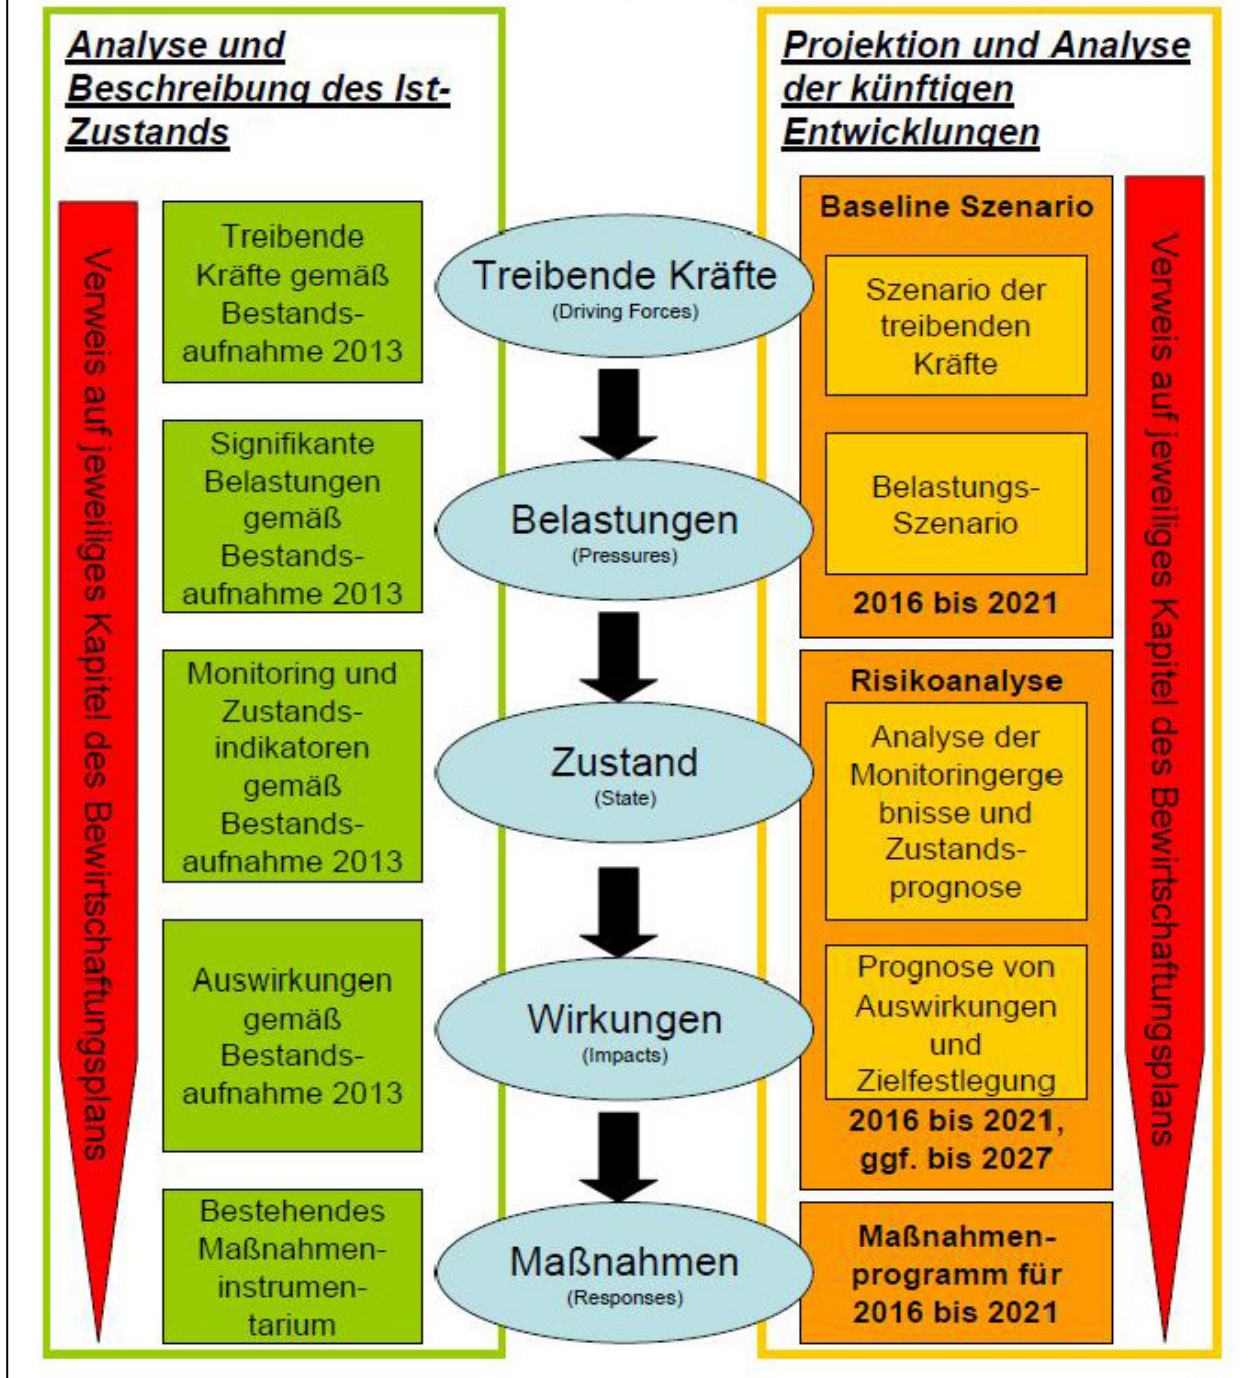 Analyse und
Beschreibung des Ist-
Zustands
Projektion und Analyse
der künftigen
Entwicklungen
Verweis auf jeweiliges Kapitel des Bewirtschaftungsplans
Treibende
Kräfte gemäß
Bestands-
aufnahme 2013
Signifikante
Belastungen
gemäß
Bestands-
aufnahme 2013
Monitoring und
Zustands-
indikatoren
gemäß
Bestands-
aufnahme 2013
Auswirkungen
gemäß
Bestands-
aufnahme 2013
Bestehendes
Maßnahmen-
instrumen-
tarium
Treibende Kräfte
(Driving Forces)
Belastungen
(Pressures)
Zustand
(State)
Wirkungen
(Impacts)
Maßnahmen
(Responses)
Baseline Szenario
Szenario der
treibenden
Kräfte
Belastungs-
Szenario
2016 bis 2021
Risikoanalyse
Analyse der
Monitoringerge
bnisse und
Zustands-
prognose
Prognose von
Auswirkungen
und
Zielfestlegung
2016 bis 2021,
ggf. bis 2027
Maßnahmen-
programm für
2016 bis 2021
Verweis auf jeweiliges Kapitel des Bewirtschaftungsplans